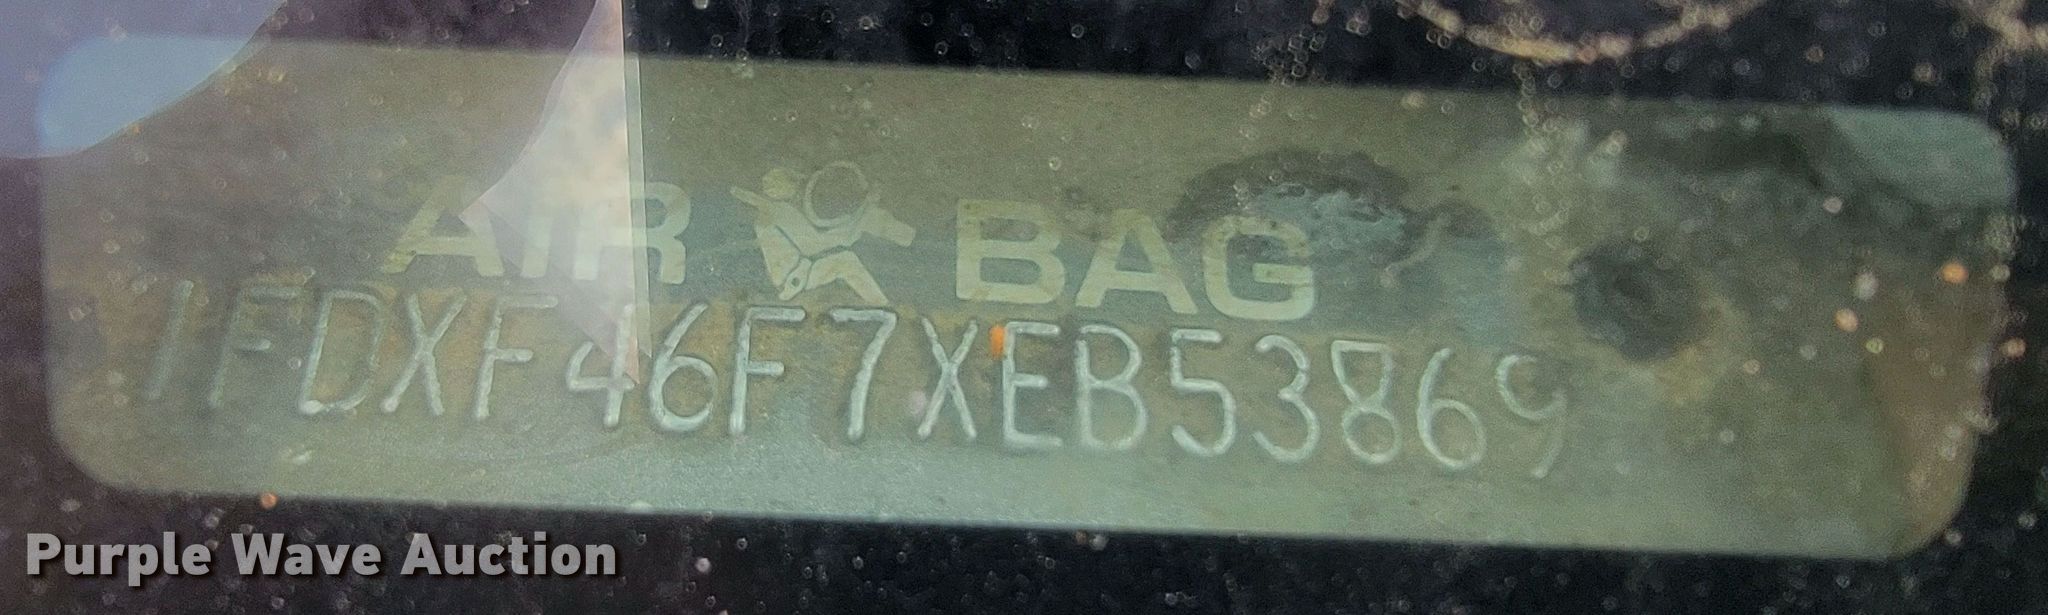 AIR BAG
1FDXF46F7XEB53869
Purple Wave Auction